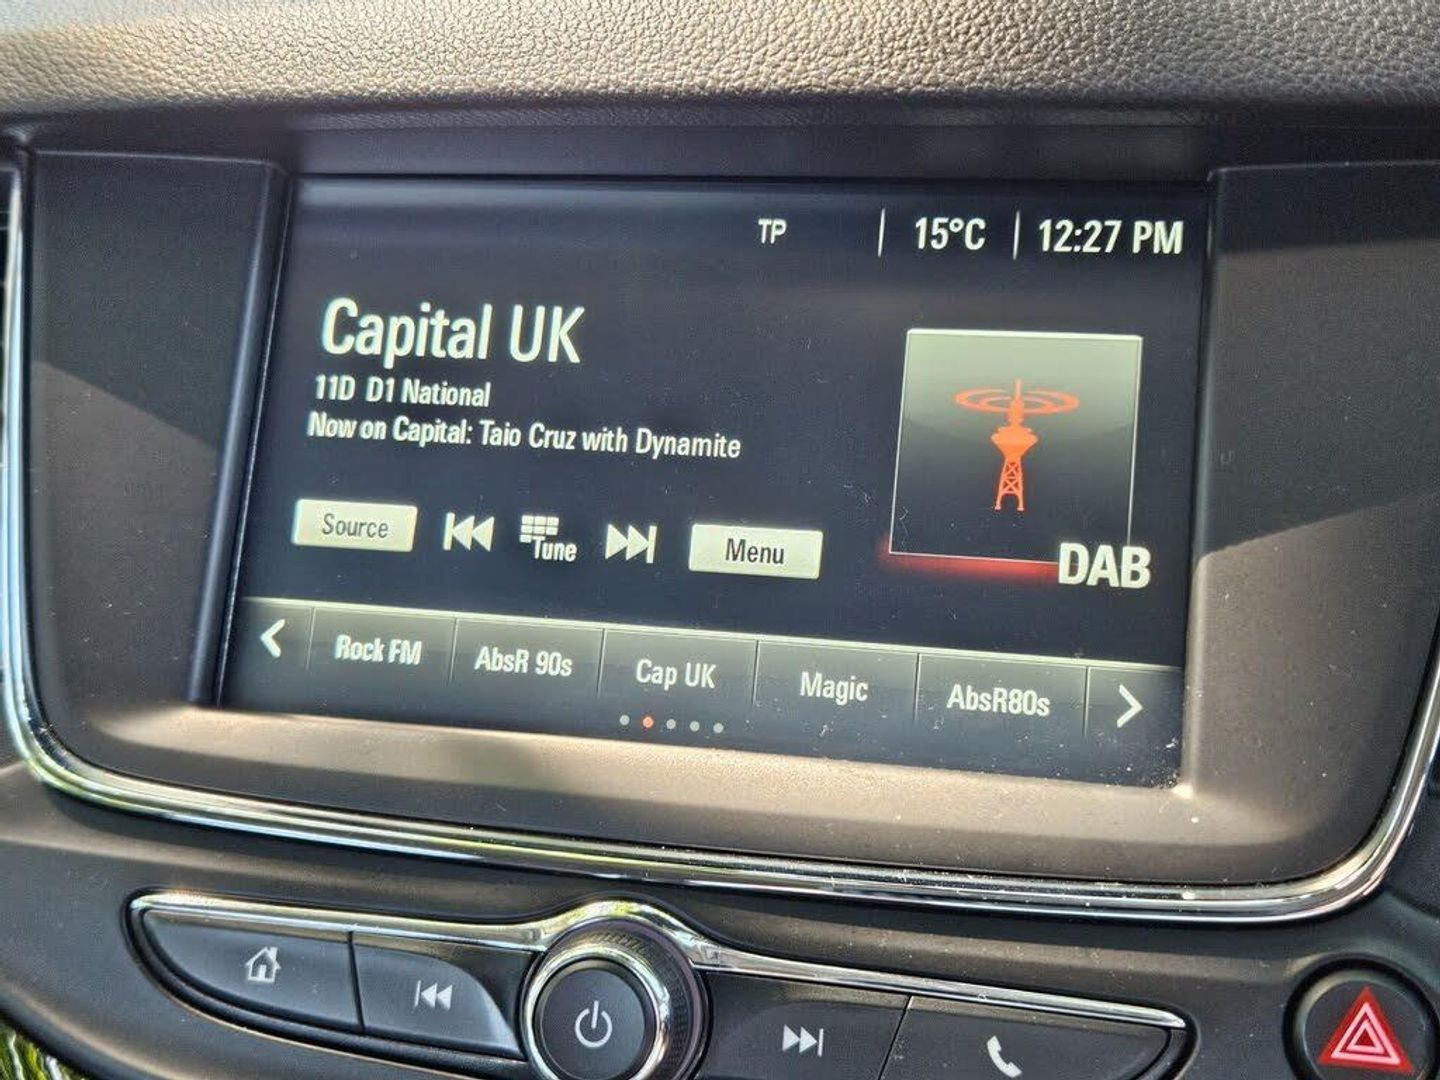 TP 15°C 12:27 PM
Capital UK
11D D1 National
Now on Capital: Taio Cruz with Dynamite
Source Tune Menu
DAB
Rock FM AbsR 90s Cap UK Magic AbsR80s